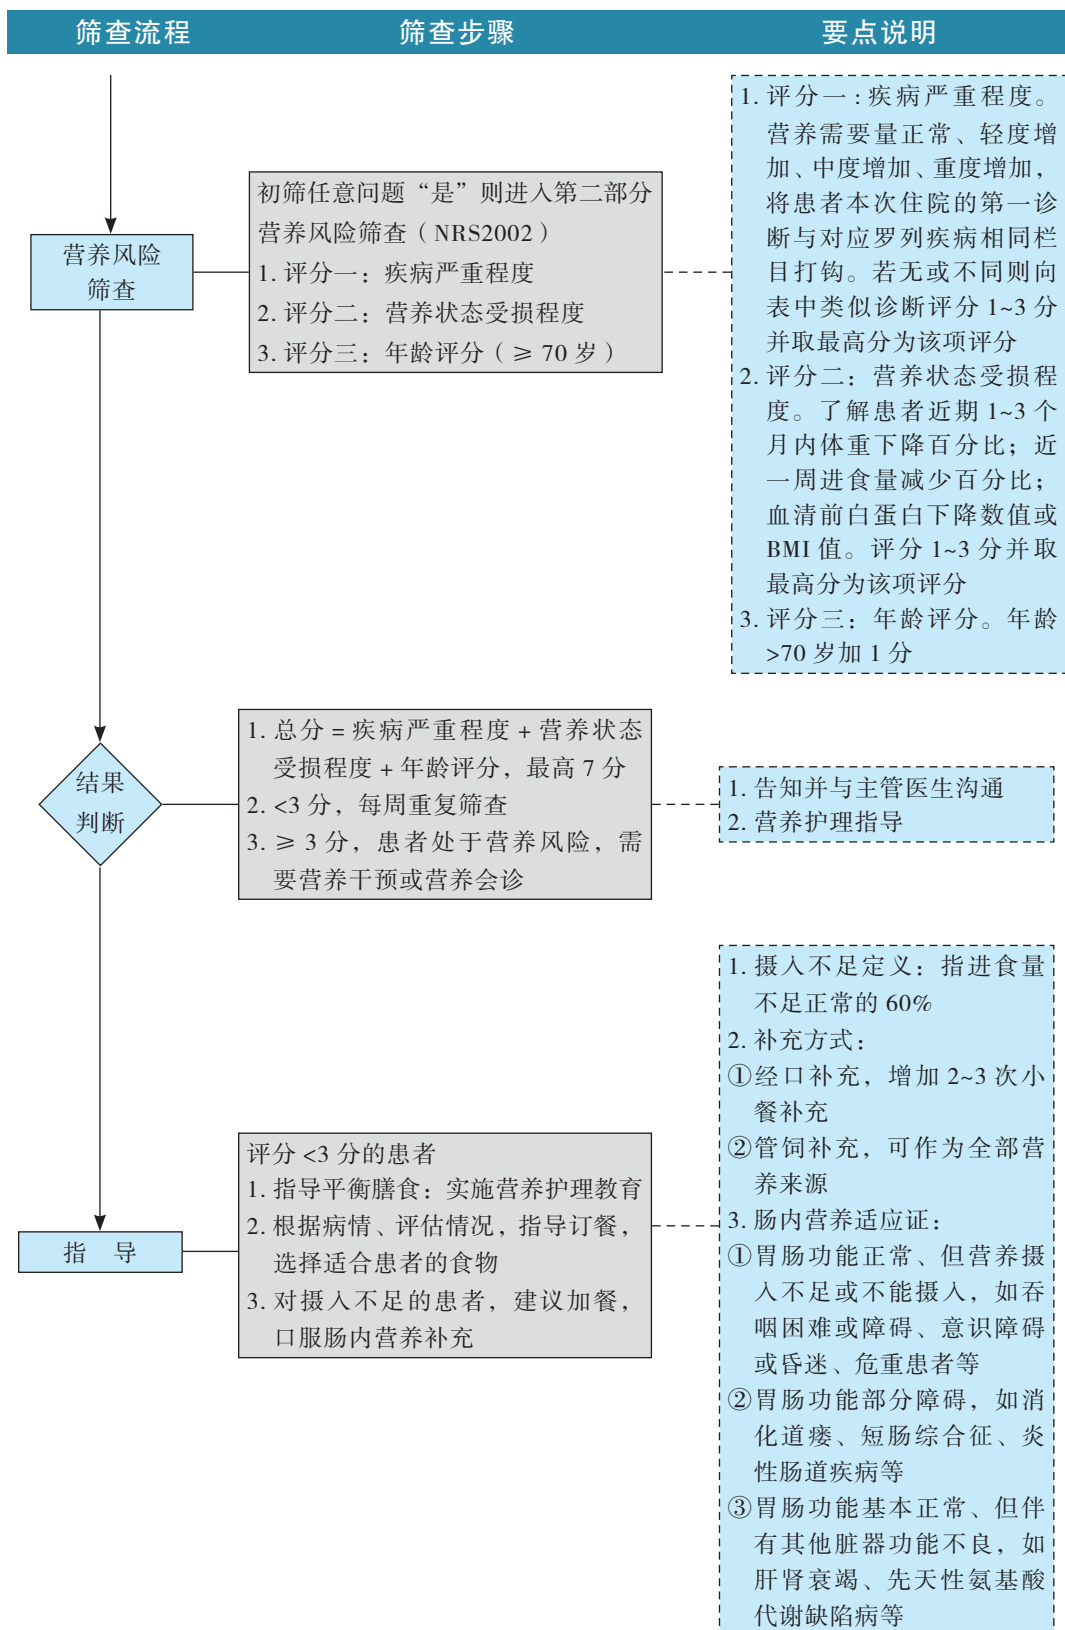 筛查流程
筛查步骤
要点说明
营养风险
筛查
初筛任意问题“是”则进入第二部分
营养风险筛查（NRS2002）
1. 评分一：疾病严重程度
2. 评分二：营养状态受损程度
3. 评分三：年龄评分（≥ 70 岁）
1. 评分一：疾病严重程度。
营养需要量正常、轻度增
加、中度增加、重度增加，
将患者本次住院的第一诊
断与对应罗列疾病相同栏
目打钩。若无或不同则向
表中类似诊断评分 1~3 分
并取最高分为该项评分
2. 评分二：营养状态受损程
度。了解患者近期 1~3 个
月内体重下降百分比；近
一周进食量减少百分比；
血清前白蛋白下降数值或
BMI 值。评分 1~3 分并取
最高分为该项评分
3. 评分三：年龄评分。年龄
>70 岁加 1 分
结果
判断
1. 总分 = 疾病严重程度 + 营养状态
受损程度 + 年龄评分，最高 7 分
2. <3 分，每周重复筛查
3. ≥ 3 分，患者处于营养风险，需
要营养干预或营养会诊
1. 告知并与主管医生沟通
2. 营养护理指导
指 导
评分 <3 分的患者
1. 指导平衡膳食：实施营养护理教育
2. 根据病情、评估情况，指导订餐，
选择适合患者的食物
3. 对摄入不足的患者，建议加餐，
口服肠内营养补充
1. 摄入不足定义：指进食量
不足正常的 60%
2. 补充方式：
①经口补充，增加 2~3 次小
餐补充
②管饲补充，可作为全部营
养来源
3. 肠内营养适应证：
①胃肠功能正常、但营养摄
入不足或不能摄入，如吞
咽困难或障碍、意识障碍
或昏迷、危重患者等
②胃肠功能部分障碍，如消
化道瘘、短肠综合征、炎
性肠道疾病等
③胃肠功能基本正常、但伴
有其他脏器功能不良，如
肝肾衰竭、先天性氨基酸
代谢缺陷病等